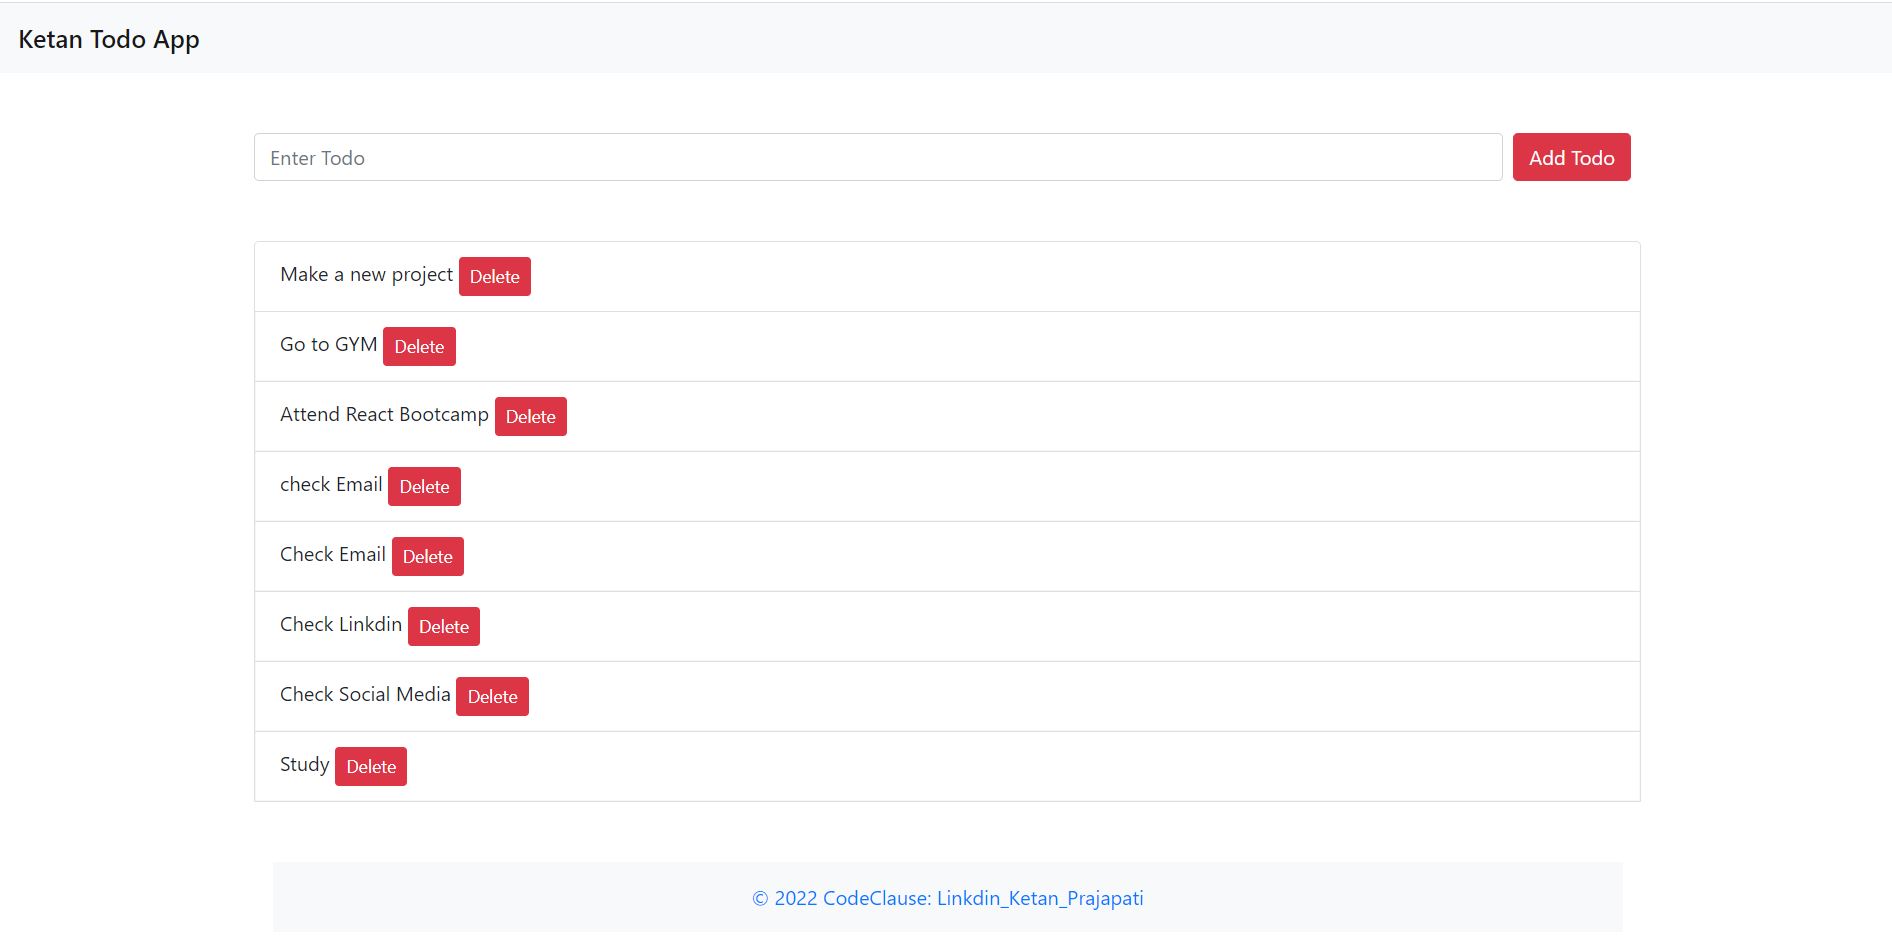 Ketan Todo App
Enter Todo Add Todo
Make a new project Delete
Go to GYM Delete
Attend React Bootcamp Delete
check Email Delete
Check Email Delete
Check Linkdin Delete
Check Social Media Delete
Study Delete
© 2022 CodeClause: Linkdin_Ketan_Prajapati